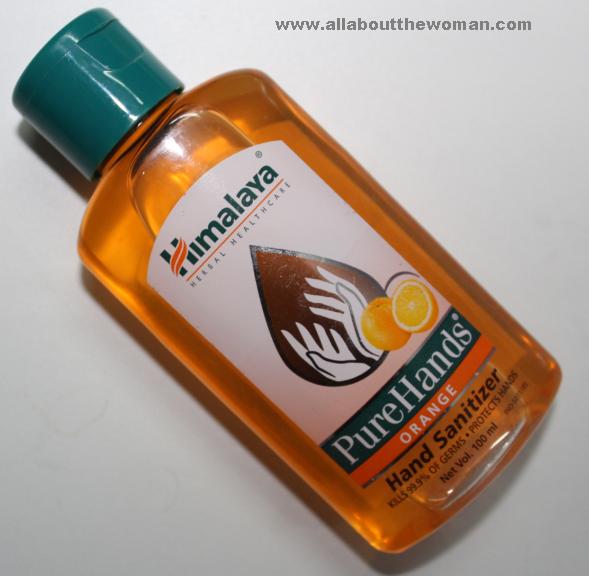 www.allaboutthewoman.com
Himalaya®
HERBAL HEALTHCARE
PureHands®
ORANGE
Hand Sanitizer
KILLS 99.9% OF GERMS • PROTECTS HANDS
Net Vol. 100 ml